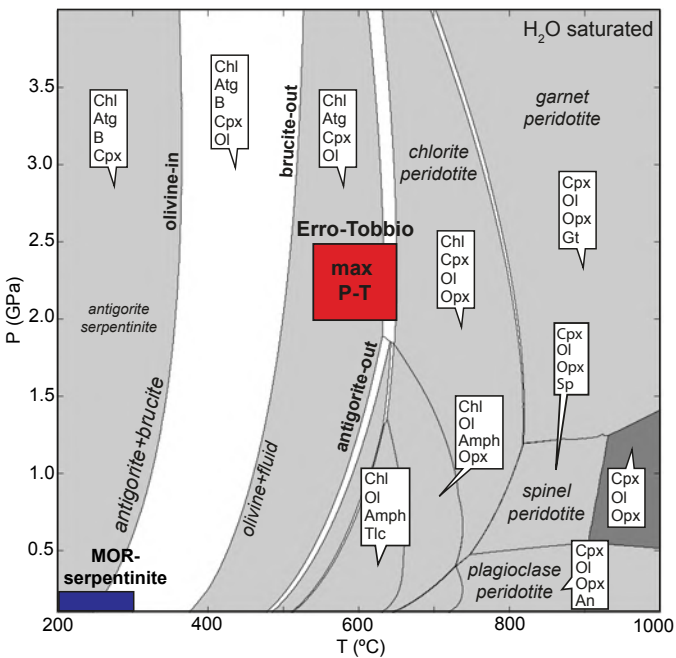 H2O saturated
3.5
3.0
2.5
2.0
1.5
1.0
0.5
P (GPa)
200
400
600
800
1000
T (ºC)
Chl
Atg
B
Cpx
Chl
Atg
B
Cpx
Ol
Chl
Atg
Cpx
Ol
olivine-in
brucite-out
chlorite
peridotite
garnet
peridotite
Cpx
Ol
Opx
Gt
Erro-Tobbio
max
P-T
Chl
Cpx
Ol
Opx
antigorite
serpentinite
antigorite+brucite
olivine+fluid
antigorite-out
Cpx
Ol
Opx
Sp
Chl
Ol
Amph
Opx
Chl
Ol
Amph
Tlc
spinel
peridotite
Cpx
Ol
Opx
MOR-
serpentinite
plagioclase
peridotite
Cpx
Ol
Opx
An